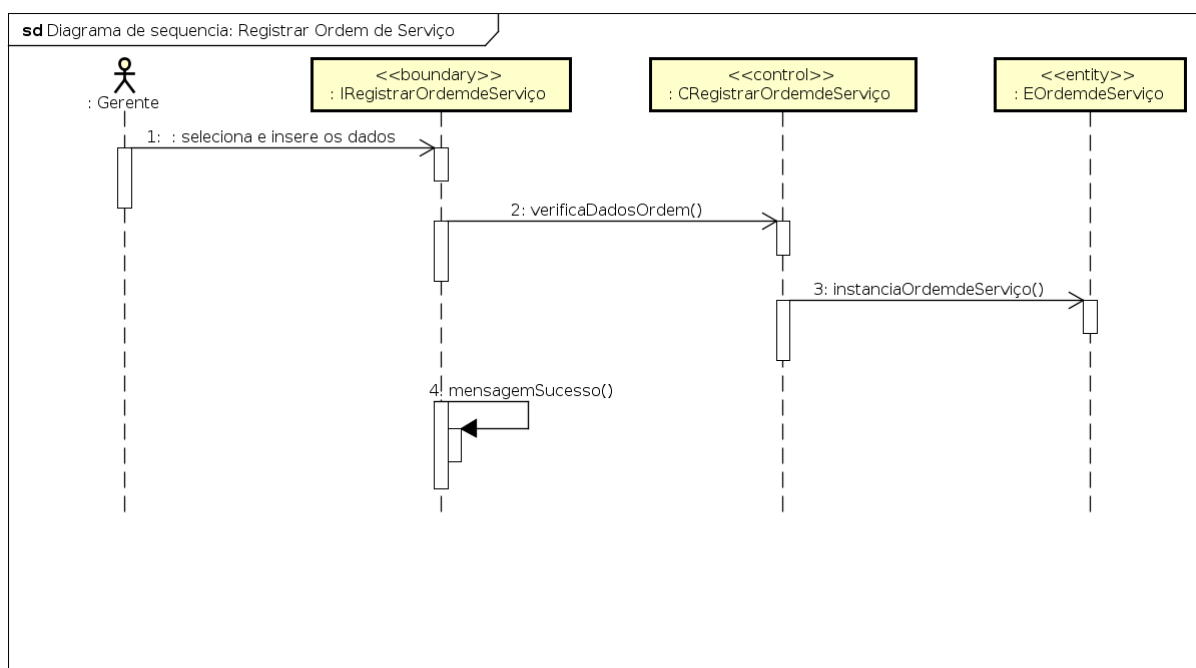 sd Diagrama de sequencia: Registrar Ordem de Serviço
: Gerente
<<boundary>>
: IRegistrarOrdemdeServiço
<<control>>
: CRegistrarOrdemdeServiço
<<entity>>
: EOrdemdeServiço
1: : seleciona e insere os dados
2: verificaDadosOrdem()
3: instanciaOrdemdeServiço()
4: mensagemSucesso()